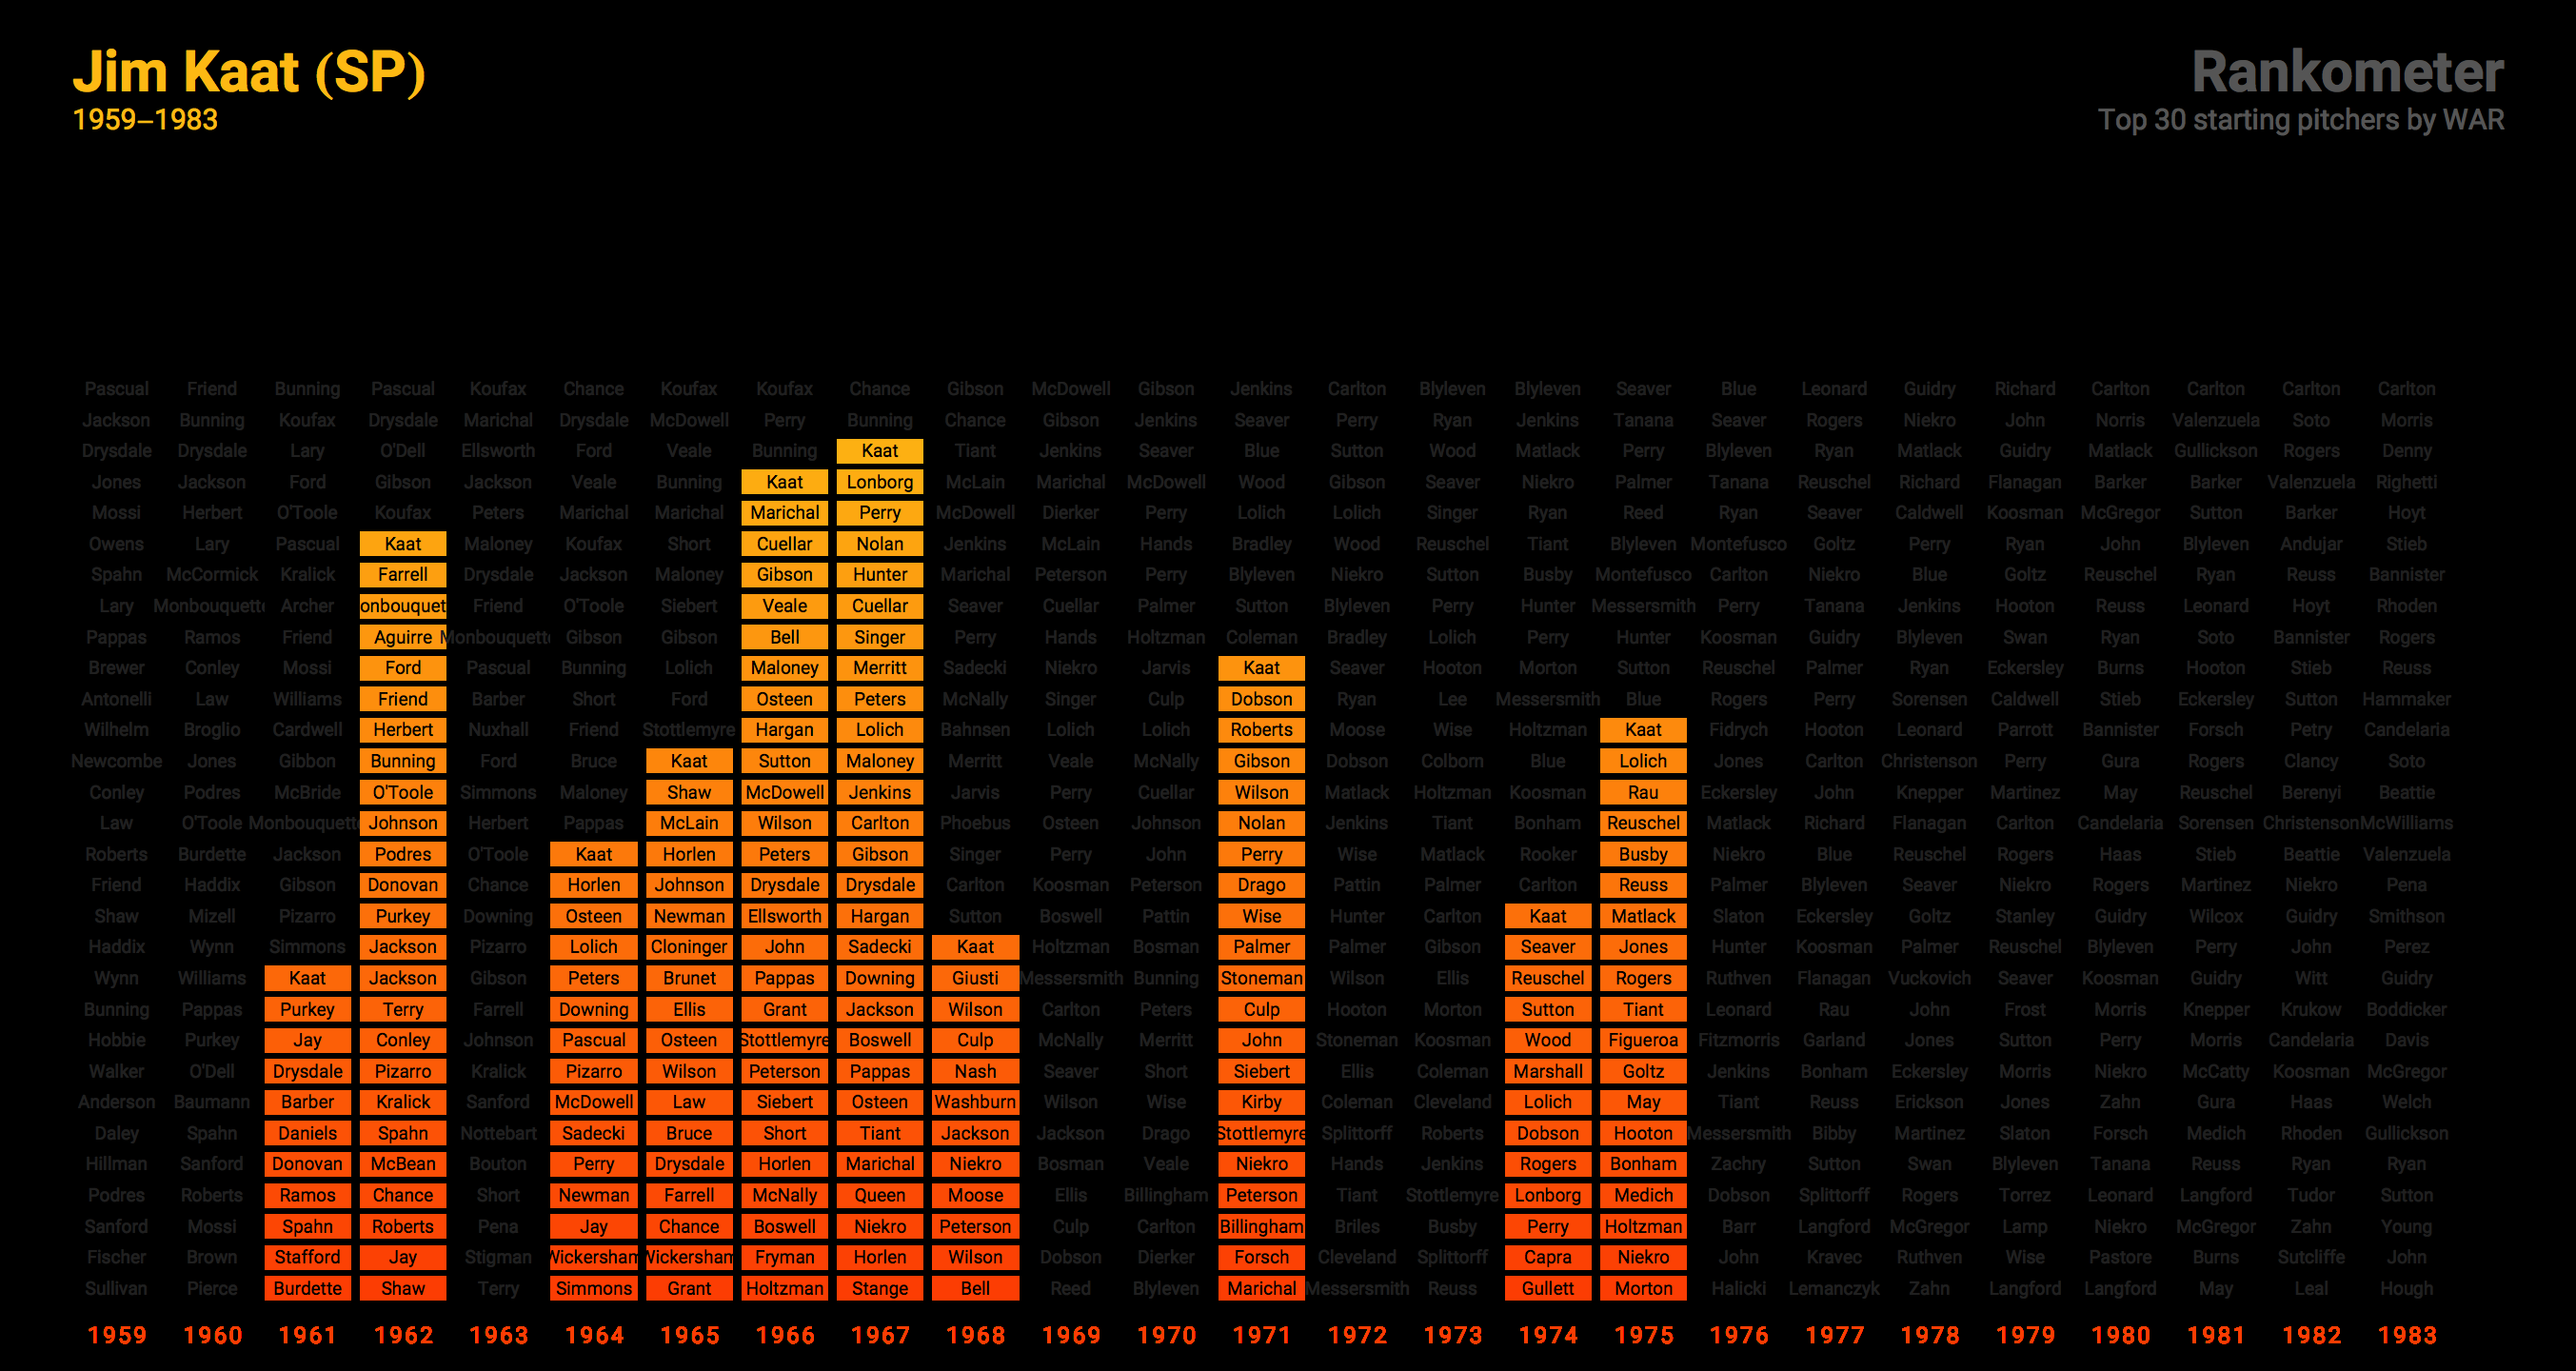 Jim Kaat (SP)
1959–1983
Rankometer
Top 30 starting pitchers by WAR
Pascual Friend Bunning Pascual Koufax Chance Koufax Koufax Chance Gibson McDowell Gibson Jenkins Carlton Blyleven Blyleven Seaver Blue Leonard Guidry Richard Carlton Carlton Carlton Carlton
Jackson Bunning Koufax Drysdale Marichal Drysdale McDowell Perry Bunning Chance Gibson Jenkins Seaver Perry Ryan Jenkins Tanana Seaver Rogers Niekro John Norris Valenzuela Soto Morris
Drysdale Drysdale Lary O'Dell Ellsworth Ford Veale Bunning Kaat Tiant Jenkins Seaver Blue Sutton Wood Matlack Perry Blyleven Ryan Matlack Guidry Matlack Gullickson Rogers Denny
Jones Jackson Ford Gibson Jackson Veale Bunning Kaat Lonborg McLain Marichal McDowell Wood Gibson Seaver Niekro Palmer Tanana Reuschel Richard Flanagan Barker Barker Valenzuela Righetti
Mossi Herbert O'Toole Koufax Peters Marichal Marichal Marichal Perry McDowell Dierker Perry Lolich Lolich Singer Ryan Reed Ryan Seaver Caldwell Koosman McGregor Sutton Barker Hoyt
Owens Lary Pascual Kaat Maloney Koufax Short Cuellar Nolan Jenkins McLain Hands Bradley Wood Reuschel Tiant Blyleven Montefusco Goltz Perry Ryan John Blyleven Andujar Stieb
Spahn McCormick Kralick Farrell Drysdale Jackson Maloney Gibson Hunter Marichal Peterson Perry Blyleven Niekro Sutton Busby Montefusco Carlton Niekro Blue Goltz Reuschel Ryan Reuss Bannister
Lary Monbouquette Archer onbouquet Friend O'Toole Siebert Veale Cuellar Seaver Cuellar Palmer Sutton Blyleven Perry Hunter Messersmith Perry Tanana Jenkins Hooton Reuss Leonard Hoyt Rhoden
Pappas Ramos Friend Aguirre Monbouquette Gibson Gibson Bell Singer Perry Hands Holtzman Coleman Bradley Lolich Perry Hunter Koosman Guidry Blyleven Swan Ryan Soto Bannister Rogers
Brewer Conley Mossi Ford Pascual Bunning Lolich Maloney Merritt Sadecki Niekro Jarvis Kaat Seaver Hooton Morton Sutton Reuschel Palmer Ryan Eckersley Burns Hooton Stieb Reuss
Antonelli Law Williams Friend Barber Short Ford Osteen Peters McNally Singer Culp Dobson Ryan Lee Messersmith Blue Rogers Perry Sorensen Caldwell Stieb Eckersley Sutton Hammaker
Wilhelm Broglio Cardwell Herbert Nuxhall Friend Stottlemyre Hargan Lolich Bahnsen Lolich Lolich Roberts Moose Wise Holtzman Kaat Fidrych Hooton Leonard Parrott Bannister Forsch Petry Candelaria
Newcombe Jones Gibbon Bunning Ford Bruce Kaat Sutton Maloney Merritt Veale McNally Gibson Dobson Colborn Blue Lolich Jones Carlton Christenson Perry Gura Rogers Clancy Soto
Conley Podres McBride O'Toole Simmons Maloney Shaw McDowell Jenkins Jarvis Perry Cuellar Wilson Matlack Holtzman Koosman Rau Eckersley John Knepper Martinez May Reuschel Berenyi Beattie
Law O'Toole Monbouquette Johnson Herbert Pappas McLain Wilson Carlton Phoebus Osteen Johnson Nolan Jenkins Tiant Bonham Reuschel Matlack Richard Flanagan Carlton Candelaria Sorensen Christenson McWilliams
Roberts Burdette Jackson Podres O'Toole Kaat Horlen Peters Gibson Singer Perry John Perry Wise Matlack Rooker Busby Niekro Blue Reuschel Rogers Haas Stieb Beattie Valenzuela
Friend Haddix Gibson Donovan Chance Horlen Johnson Drysdale Drysdale Carlton Koosman Peterson Drago Pattin Palmer Carlton Reuss Palmer Blyleven Seaver Niekro Rogers Martinez Niekro Pena
Shaw Mizell Pizarro Purkey Downing Osteen Newman Ellsworth Hargan Sutton Boswell Pattin Wise Hunter Carlton Kaat Matlack Slaton Eckersley Goltz Stanley Guidry Wilcox Guidry Smithson
Haddix Wynn Simmons Jackson Pizarro Lolich Cloninger John Sadecki Kaat Holtzman Bosman Palmer Palmer Gibson Seaver Jones Hunter Koosman Palmer Reuschel Blyleven Perry John Perez
Wynn Williams Kaat Jackson Gibson Peters Brunet Pappas Downing Giusti Messersmith Bunning Stoneman Wilson Ellis Reuschel Rogers Ruthven Flanagan Vuckovich Seaver Koosman Guidry Witt Guidry
Bunning Pappas Purkey Terry Farrell Downing Ellis Grant Jackson Wilson Carlton Peters Culp Hooton Morton Sutton Tiant Leonard Rau John Frost Morris Knepper Krukow Boddicker
Hobbie Purkey Jay Conley Johnson Pascual Osteen Stottlemyre Boswell Culp McNally Merritt John Stoneman Koosman Wood Figueroa Fitzmorris Garland Jones Sutton Perry Morris Candelaria Davis
Walker O'Dell Drysdale Pizarro Kralick Pizarro Wilson Peterson Pappas Nash Seaver Short Siebert Ellis Coleman Marshall Goltz Jenkins Bonham Eckersley Morris Niekro McCatty Koosman McGregor
Anderson Baumann Barber Kralick Sanford McDowell Law Siebert Osteen Washburn Wilson Wise Kirby Coleman Cleveland Lolich May Tiant Reuss Erickson Jones Zahn Gura Haas Welch
Daley Spahn Daniels Spahn Nottebart Sadecki Bruce Short Tiant Jackson Jackson Drago Stottlemyre Splittorff Roberts Dobson Hooton Messersmith Bibby Martinez Slaton Forsch Medich Rhoden Gullickson
Hillman Sanford Donovan McBean Bouton Perry Drysdale Horlen Marichal Niekro Bosman Veale Niekro Hands Jenkins Rogers Bonham Zachry Sutton Swan Blyleven Tanana Reuss Ryan Ryan
Podres Roberts Ramos Chance Short Newman Farrell McNally Queen Moose Ellis Billingham Peterson Tiant Stottlemyre Lonborg Medich Dobson Splittorff Rogers Torrez Leonard Langford Tudor Sutton
Sanford Mossi Spahn Roberts Pena Jay Chance Boswell Niekro Peterson Culp Carlton Billingham Briles Busby Perry Holtzman Barr Langford McGregor Lamp Niekro McGregor Zahn Young
Fischer Brown Stafford Jay Stigman Wickersham Wickersham Fryman Horlen Wilson Dobson Dierker Forsch Cleveland Splittorff Capra Niekro John Kravec Ruthven Wise Pastore Burns Sutcliffe John
Sullivan Pierce Burdette Shaw Terry Simmons Grant Holtzman Stange Bell Reed Blyleven Marichal Messersmith Reuss Gullett Morton Halicki Lemanczyk Zahn Langford Langford May Leal Hough
1959 1960 1961 1962 1963 1964 1965 1966 1967 1968 1969 1970 1971 1972 1973 1974 1975 1976 1977 1978 1979 1980 1981 1982 1983